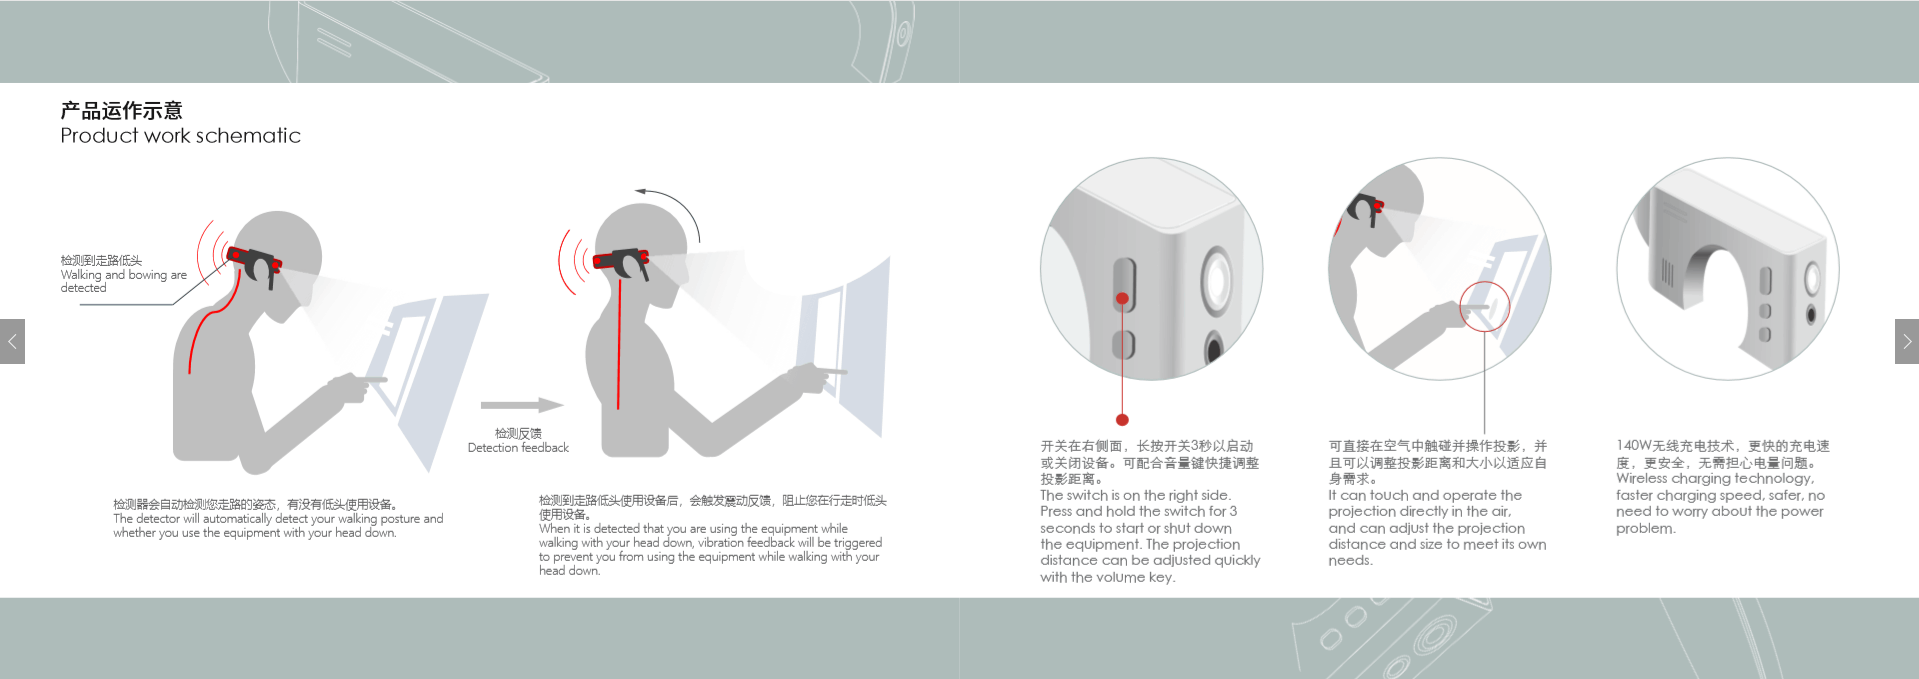 产品运作示意
Product work schematic
检测到走路低头
Walking and bowing are
detected
检测反馈
Detection feedback
检测器会自动检测您走路的姿态，有没有低头使用设备。
The detector will automatically detect your walking posture and
whether you use the equipment with your head down.
检测到走路低头使用设备后，会触发震动反馈，阻止您在行走时低头
使用设备。
When it is detected that you are using the equipment while
walking with your head down, vibration feedback will be triggered
to prevent you from using the equipment while walking with your
head down.
开关在右侧面，长按开关3秒以启动
或关闭设备。可配合音量键快捷调整
投影距离。
The switch is on the right side.
Press and hold the switch for 3
seconds to start or shut down
the equipment. The projection
distance can be adjusted quickly
with the volume key.
可直接在空气中触碰并操作投影，并
且可以调整投影距离和大小以适应自
身需求。
It can touch and operate the
projection directly in the air,
and can adjust the projection
distance and size to meet its own
needs.
140W无线充电技术，更快的充电速
度，更安全，无需担心电量问题。
Wireless charging technology,
faster charging speed, safer, no
need to worry about the power
problem.